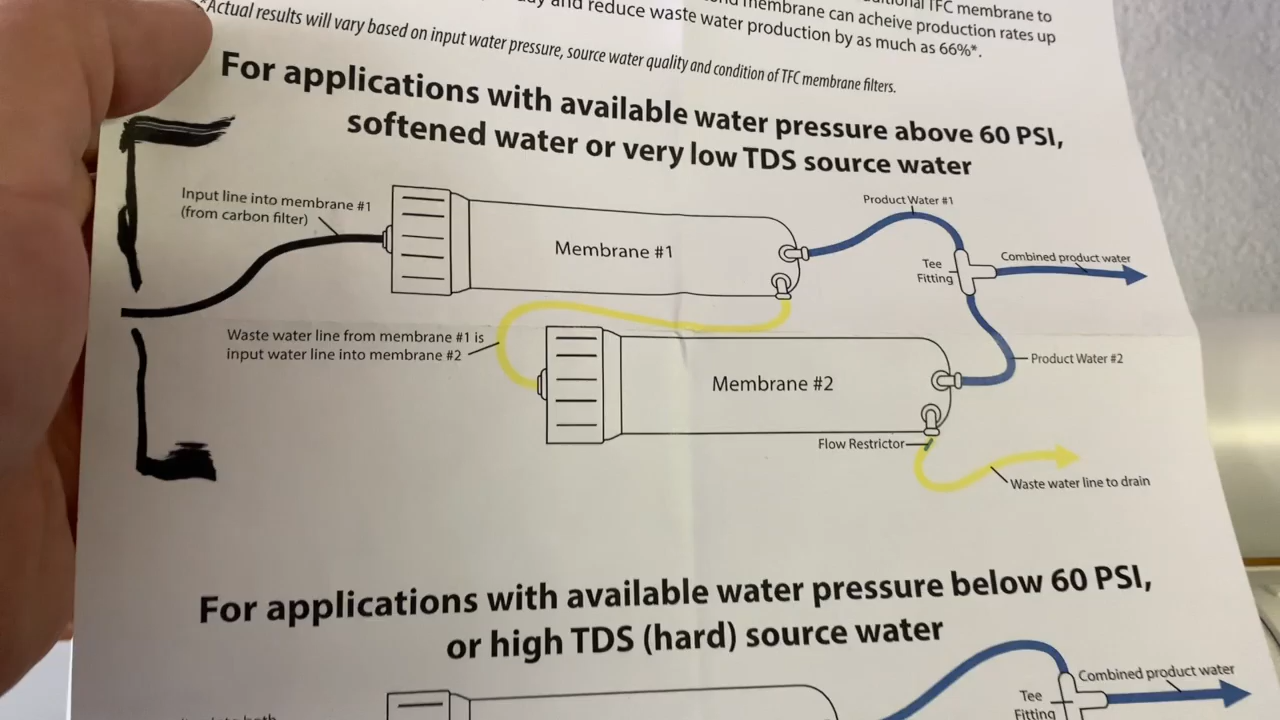 TFC membrane to
and reduce waste water production by as much as 66%*.
membrane can acheive production rates up
*Actual results will vary based on input water pressure, source water quality and condition of TFC membrane filters.
For applications with available water pressure above 60 PSI,
softened water or very low TDS source water
Input line into membrane #1
(from carbon filter)
Membrane #1
Product Water #1
Tee
Fitting
Combined product water
Waste water line from membrane #1 is
input water line into membrane #2
Membrane #2
Product Water #2
Flow Restrictor
Waste water line to drain
For applications with available water pressure below 60 PSI,
or high TDS (hard) source water
Combined product water
Tee
Fitting